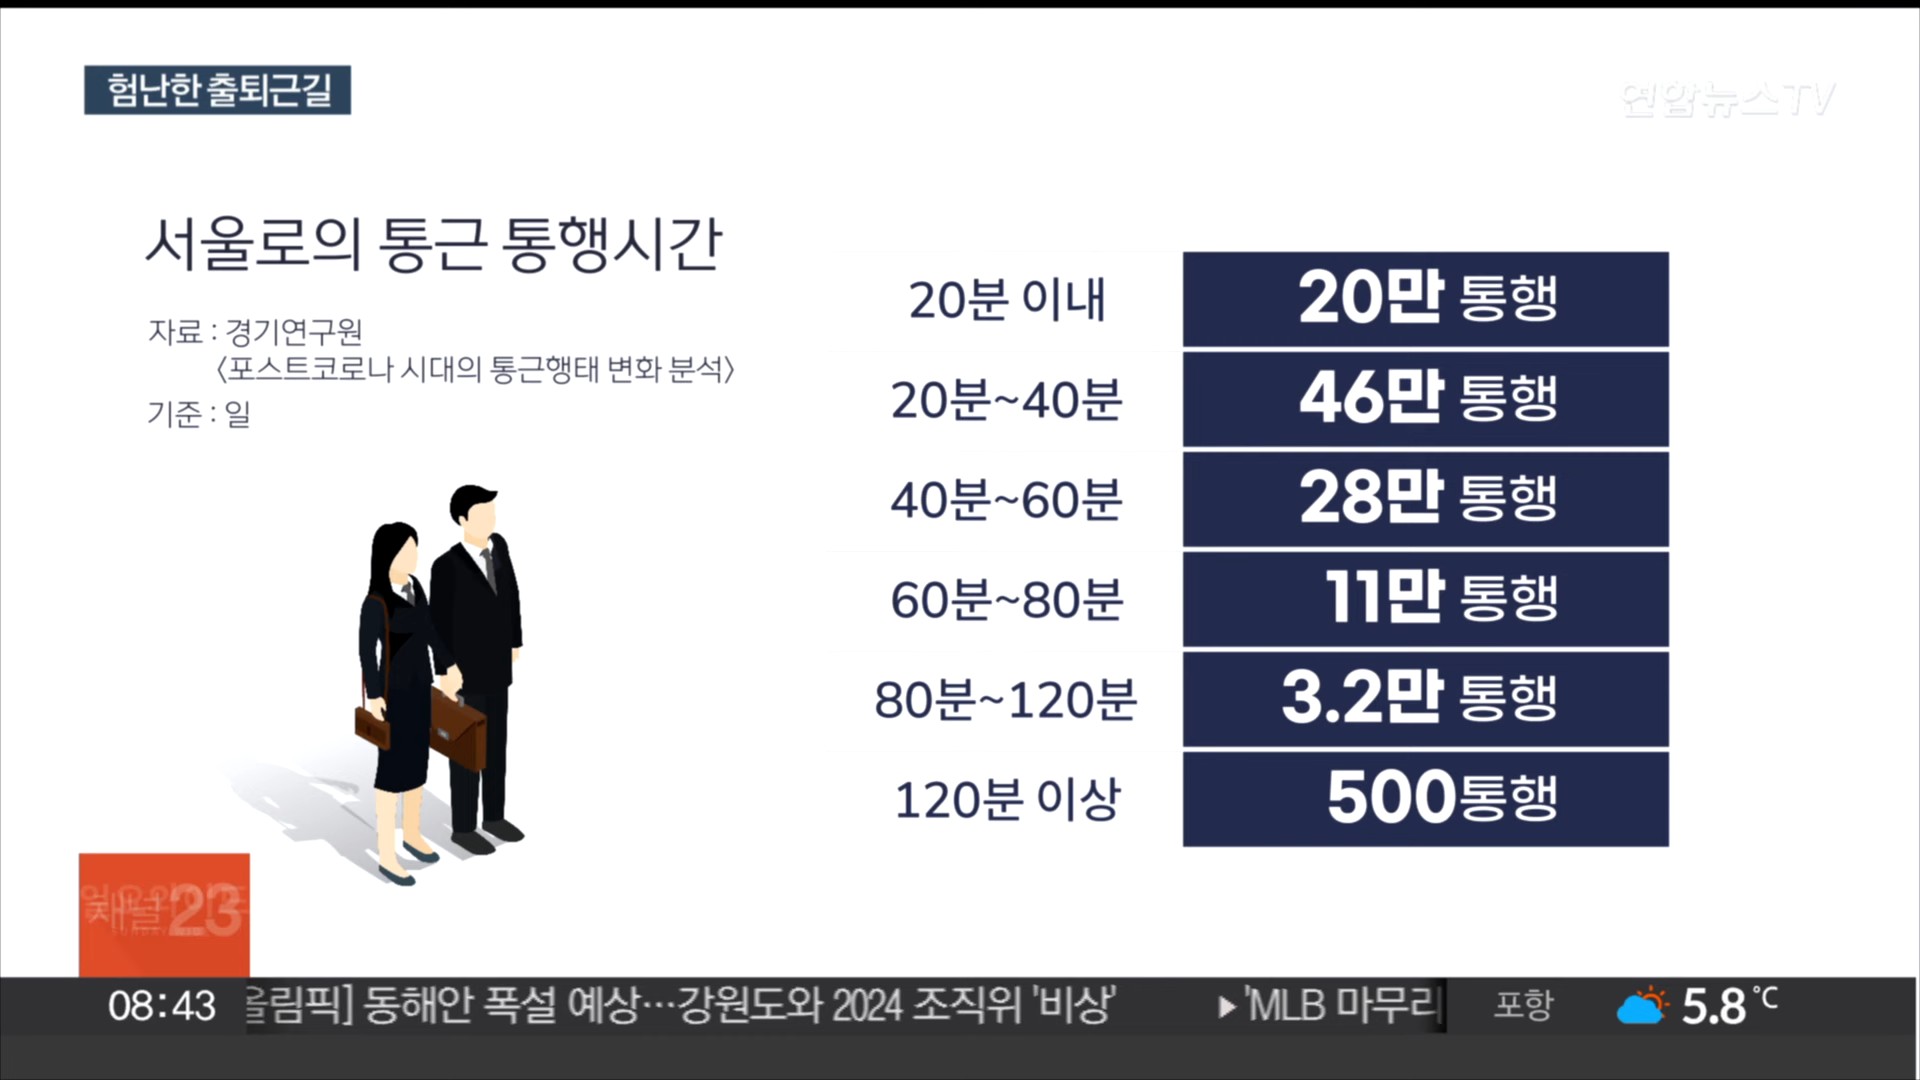 험난한 출퇴근길
연합뉴스TV
서울로의 통근 통행시간
자료 : 경기연구원
〈포스트코로나 시대의 통근행태 변화 분석〉
기준 : 일
20분 이내 20만 통행
20분~40분 46만 통행
40분~60분 28만 통행
60분~80분 11만 통행
80분~120분 3.2만 통행
120분 이상 500통행
채널23
08:43 올림픽] 동해안 폭설 예상…강원도와 2024 조직위 '비상' ▶'MLB 마무리 포항 5.8℃